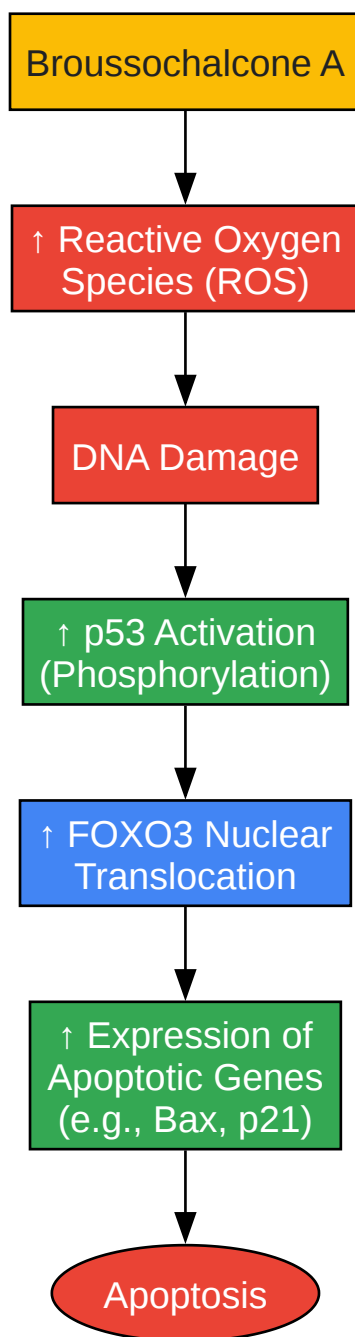 Broussochalcone A
↑ Reactive Oxygen
Species (ROS)
DNA Damage
↑ p53 Activation
(Phosphorylation)
↑ FOXO3 Nuclear
Translocation
↑ Expression of
Apoptotic Genes
(e.g., Bax, p21)
Apoptosis